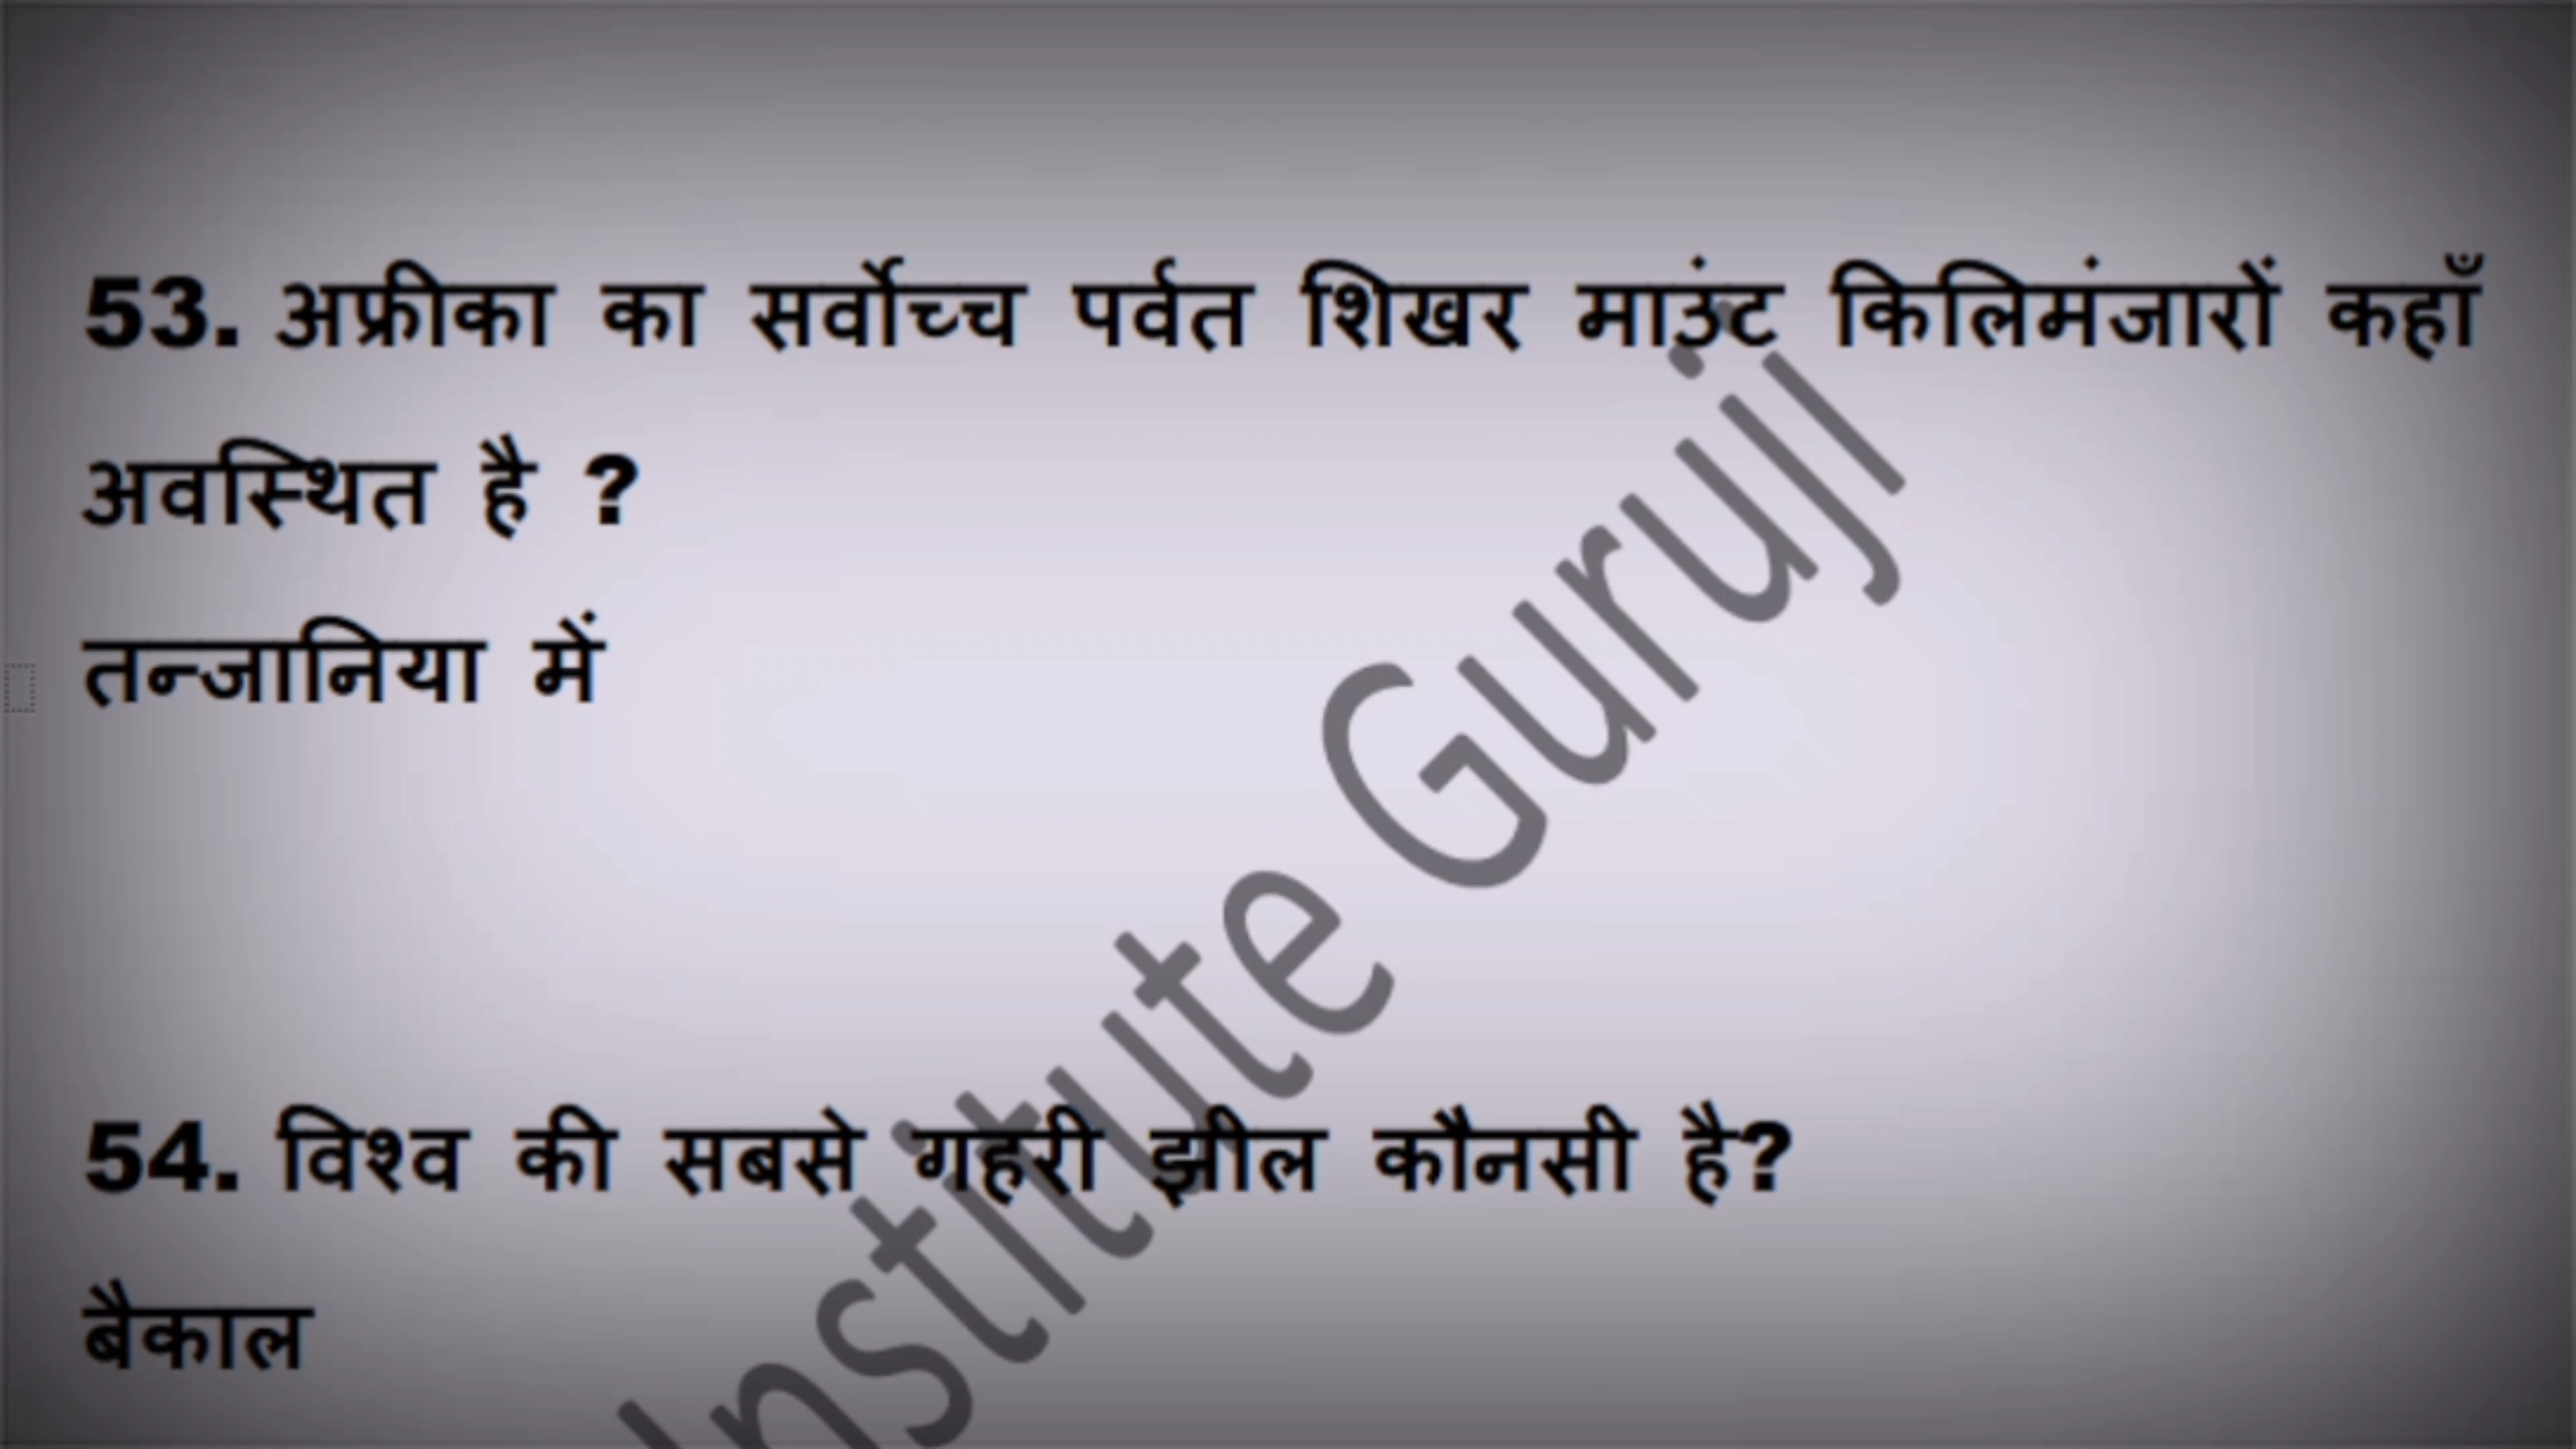 53. अफ्रीका का सर्वोच्च पर्वत शिखर माउंट किलिमंजारों कहाँ
अवस्थित है ?
तन्जानिया में
54. विश्व की सबसे गहरी झील कौनसी है?
बैकाल
Institute Guruji